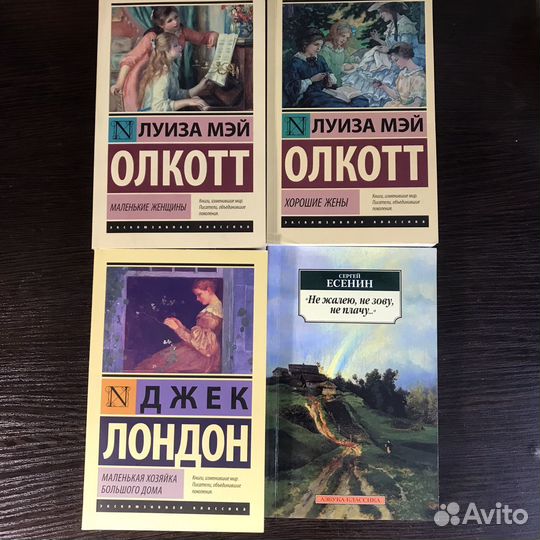 ЛУИЗА МЭЙ
ОЛКОТТ
МАЛЕНЬКИЕ ЖЕНЩИНЫ
Книги, изменившие мир.
Писатели, объединившие
поколения.
ЭКСКЛЮЗИВНАЯ КЛАССИКА
ЛУИЗА МЭЙ
ОЛКОТТ
ХОРОШИЕ ЖЕНЫ
Книги, изменившие мир.
Писатели, объединившие
поколения.
ЭКСКЛЮЗИВНАЯ КЛАССИКА
ДЖЕК
ЛОНДОН
МАЛЕНЬКАЯ ХОЗЯЙКА
БОЛЬШОГО ДОМА
Книги, изменившие мир.
Писатели, объединившие
поколения.
ЭКСКЛЮЗИВНАЯ КЛАССИКА
СЕРГЕЙ
ЕСЕНИН
"Не жалею, не зову,
не плачу..."
АЗБУКА-КЛАССИКА
Avito